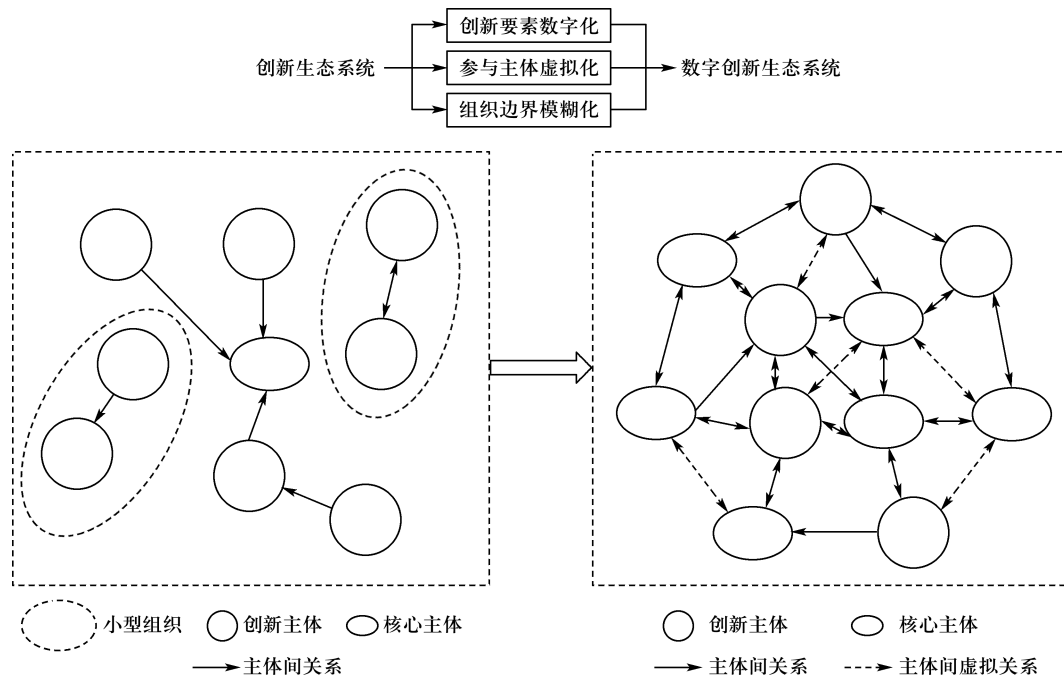 创新要素数字化
创新生态系统
参与主体虚拟化
数字创新生态系统
组织边界模糊化
小型组织
创新主体
核心主体
主体间关系
创新主体
核心主体
主体间关系
主体间虚拟关系